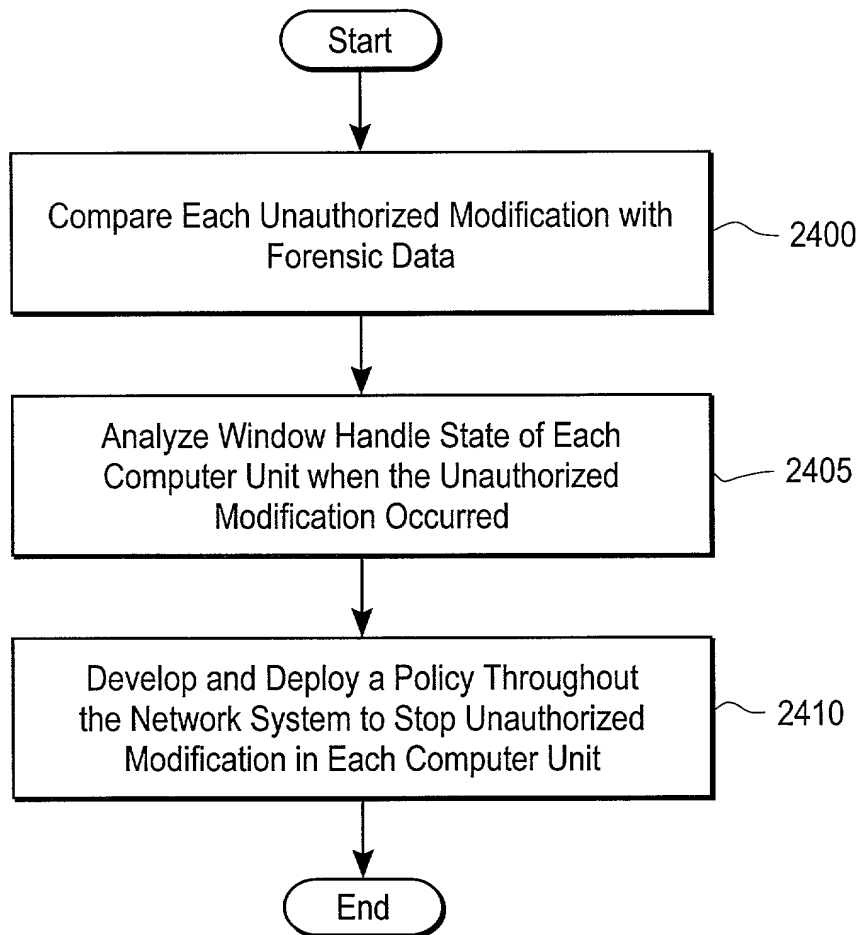 Start
Compare Each Unauthorized Modification with
Forensic Data
2400
Analyze Window Handle State of Each
Computer Unit when the Unauthorized
Modification Occurred
2405
Develop and Deploy a Policy Throughout
the Network System to Stop Unauthorized
Modification in Each Computer Unit
2410
End